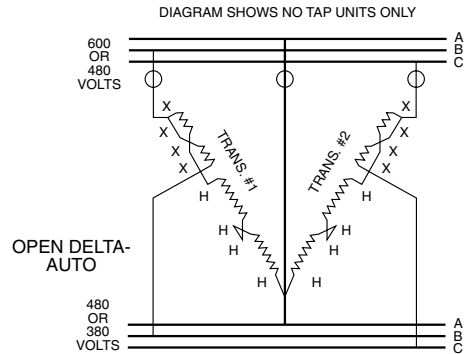 DIAGRAM SHOWS NO TAP UNITS ONLY
600
OR
480
VOLTS
A
B
C
X
X
X
X
X
X
X
X
TRANS. #1
TRANS. #2
H
H
H
H
H
H
H
H
OPEN DELTA-
AUTO
480
OR
380
VOLTS
A
B
C